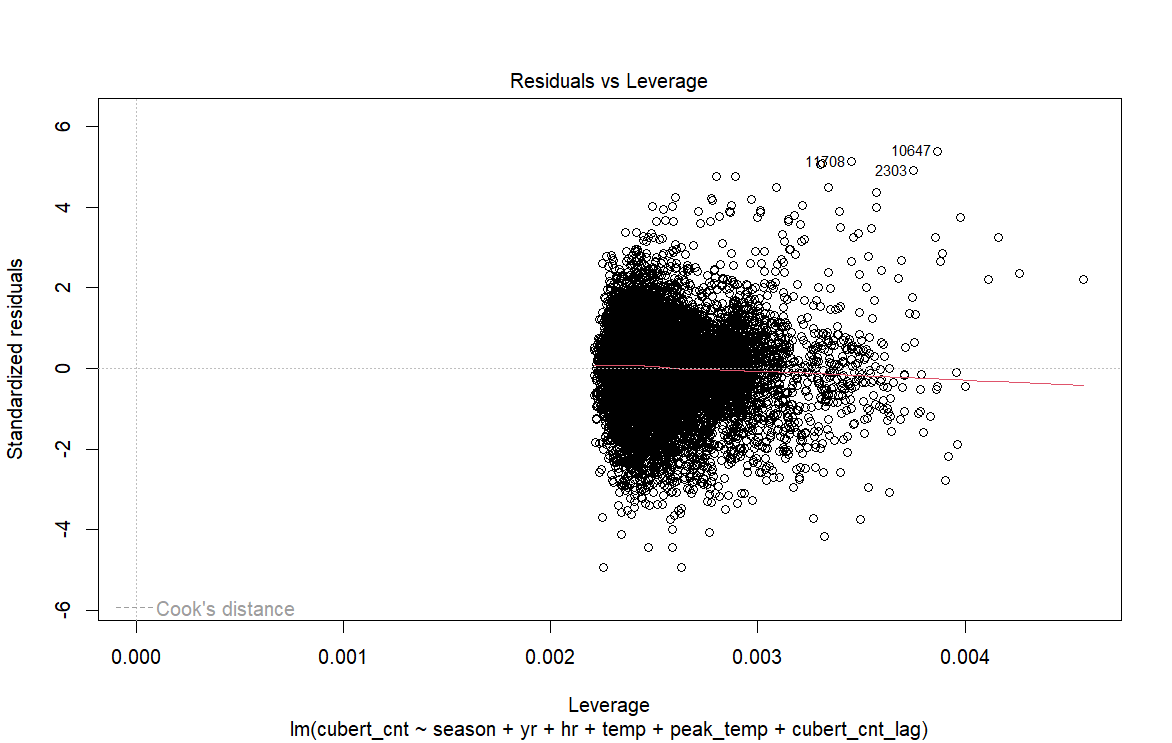 Residuals vs Leverage
Standardized residuals
6
4
2
0
-2
-4
-6
10647
11708
2303
Cook's distance
0.000 0.001 0.002 0.003 0.004
Leverage
lm(cubert_cnt ~ season + yr + hr + temp + peak_temp + cubert_cnt_lag)